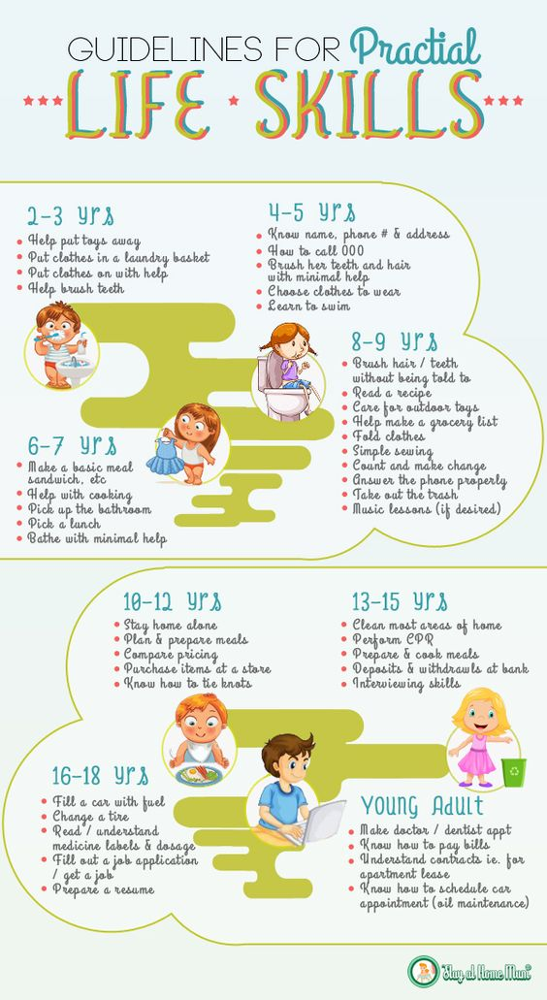 GUIDELINES FOR Practial
LIFE SKILLS
2-3 yrs
Help put toys away
Put clothes in a laundry basket
Put clothes on with help
Help brush teeth
4-5 yrs
Know name, phone # & address
How to call 000
Brush her teeth and hair
with minimal help
Choose clothes to wear
Learn to swim
6-7 yrs
Make a basic meal
sandwich, etc
Help with cooking
Pick up the bathroom
Pick a lunch
Bathe with minimal help
8-9 yrs
Brush hair / teeth
without being told to
Read a recipe
Care for outdoor toys
Help make a grocery list
Fold clothes
Simple sewing
Count and make change
Answer the phone properly
Take out the trash
Music lessons (if desired)
10-12 yrs
Stay home alone
Plan & prepare meals
Compare pricing
Purchase items at a store
Know how to tie knots
13-15 yrs
Clean most areas of home
Perform CPR
Prepare & cook meals
Deposits & withdrawls at bank
Interviewing skills
16-18 yrs
Fill a car with fuel
Change a tire
Read / understand
medicine labels & dosage
Fill out a job application
/ get a job
Prepare a resume
YOUNG ADULT
Make doctor / dentist appt
Know how to pay bills
Understand contracts ie. for
apartment lease
Know how to schedule car
appointment (oil maintenance)
Stay at Home Mum